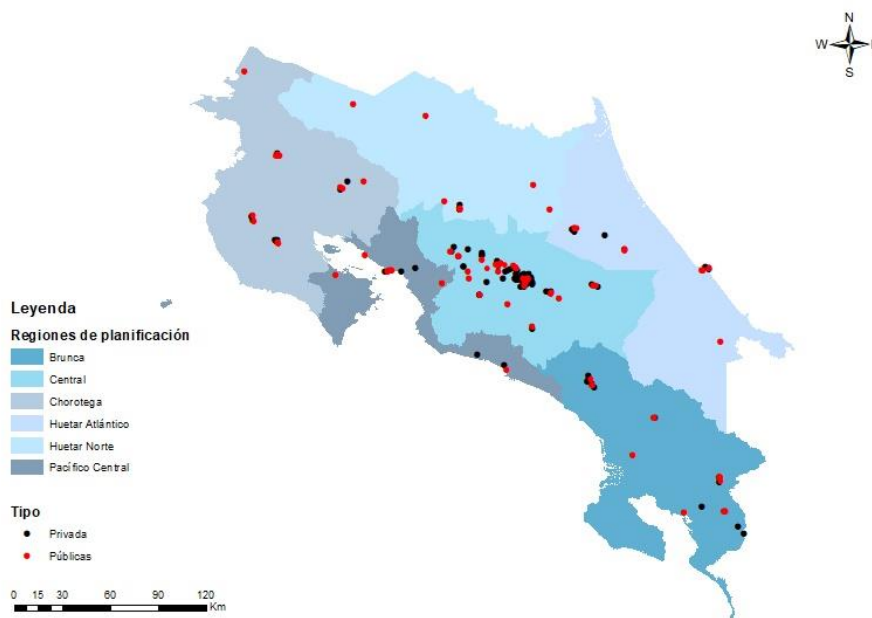 N
W E
S
Leyenda
Regiones de planificación
Brunca
Central
Chorotega
Huetar Atlántico
Huetar Norte
Pacífico Central
Tipo
Privada
Públicas
0 15 30 60 90 120
Km